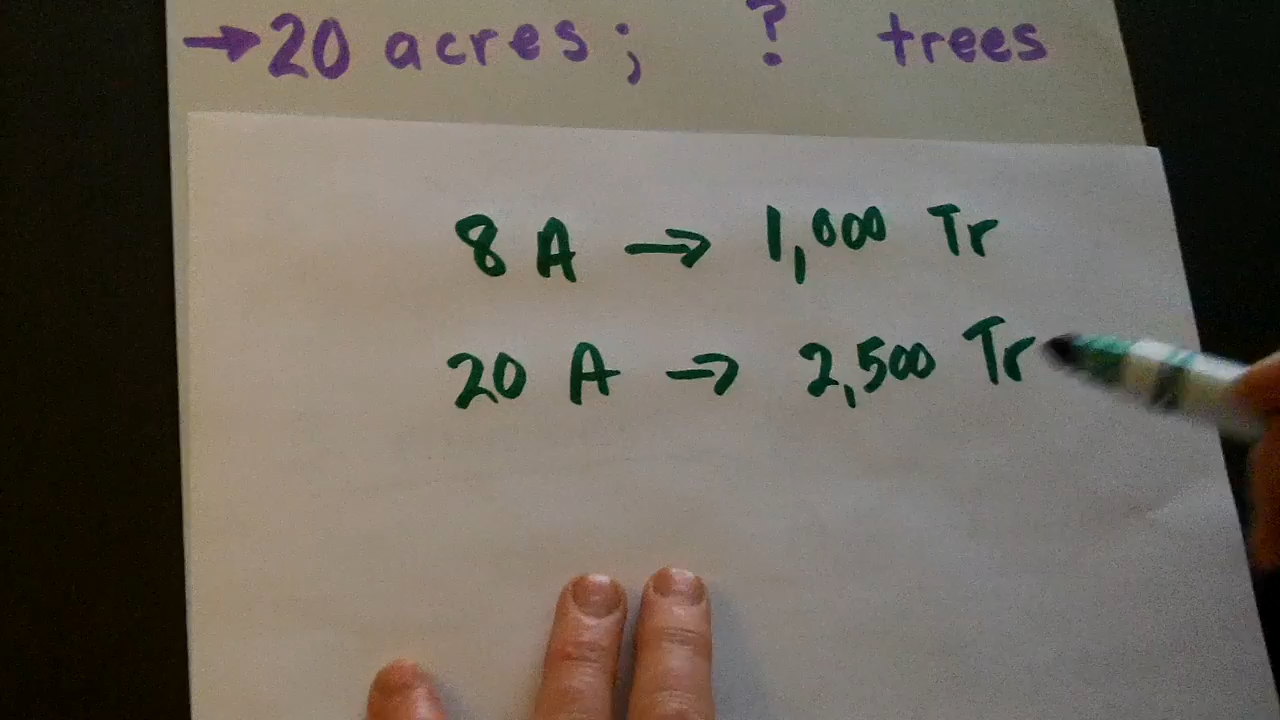 →20 acres; ? trees
8 A → 1,000 Tr
20 A → 2,500 Tr